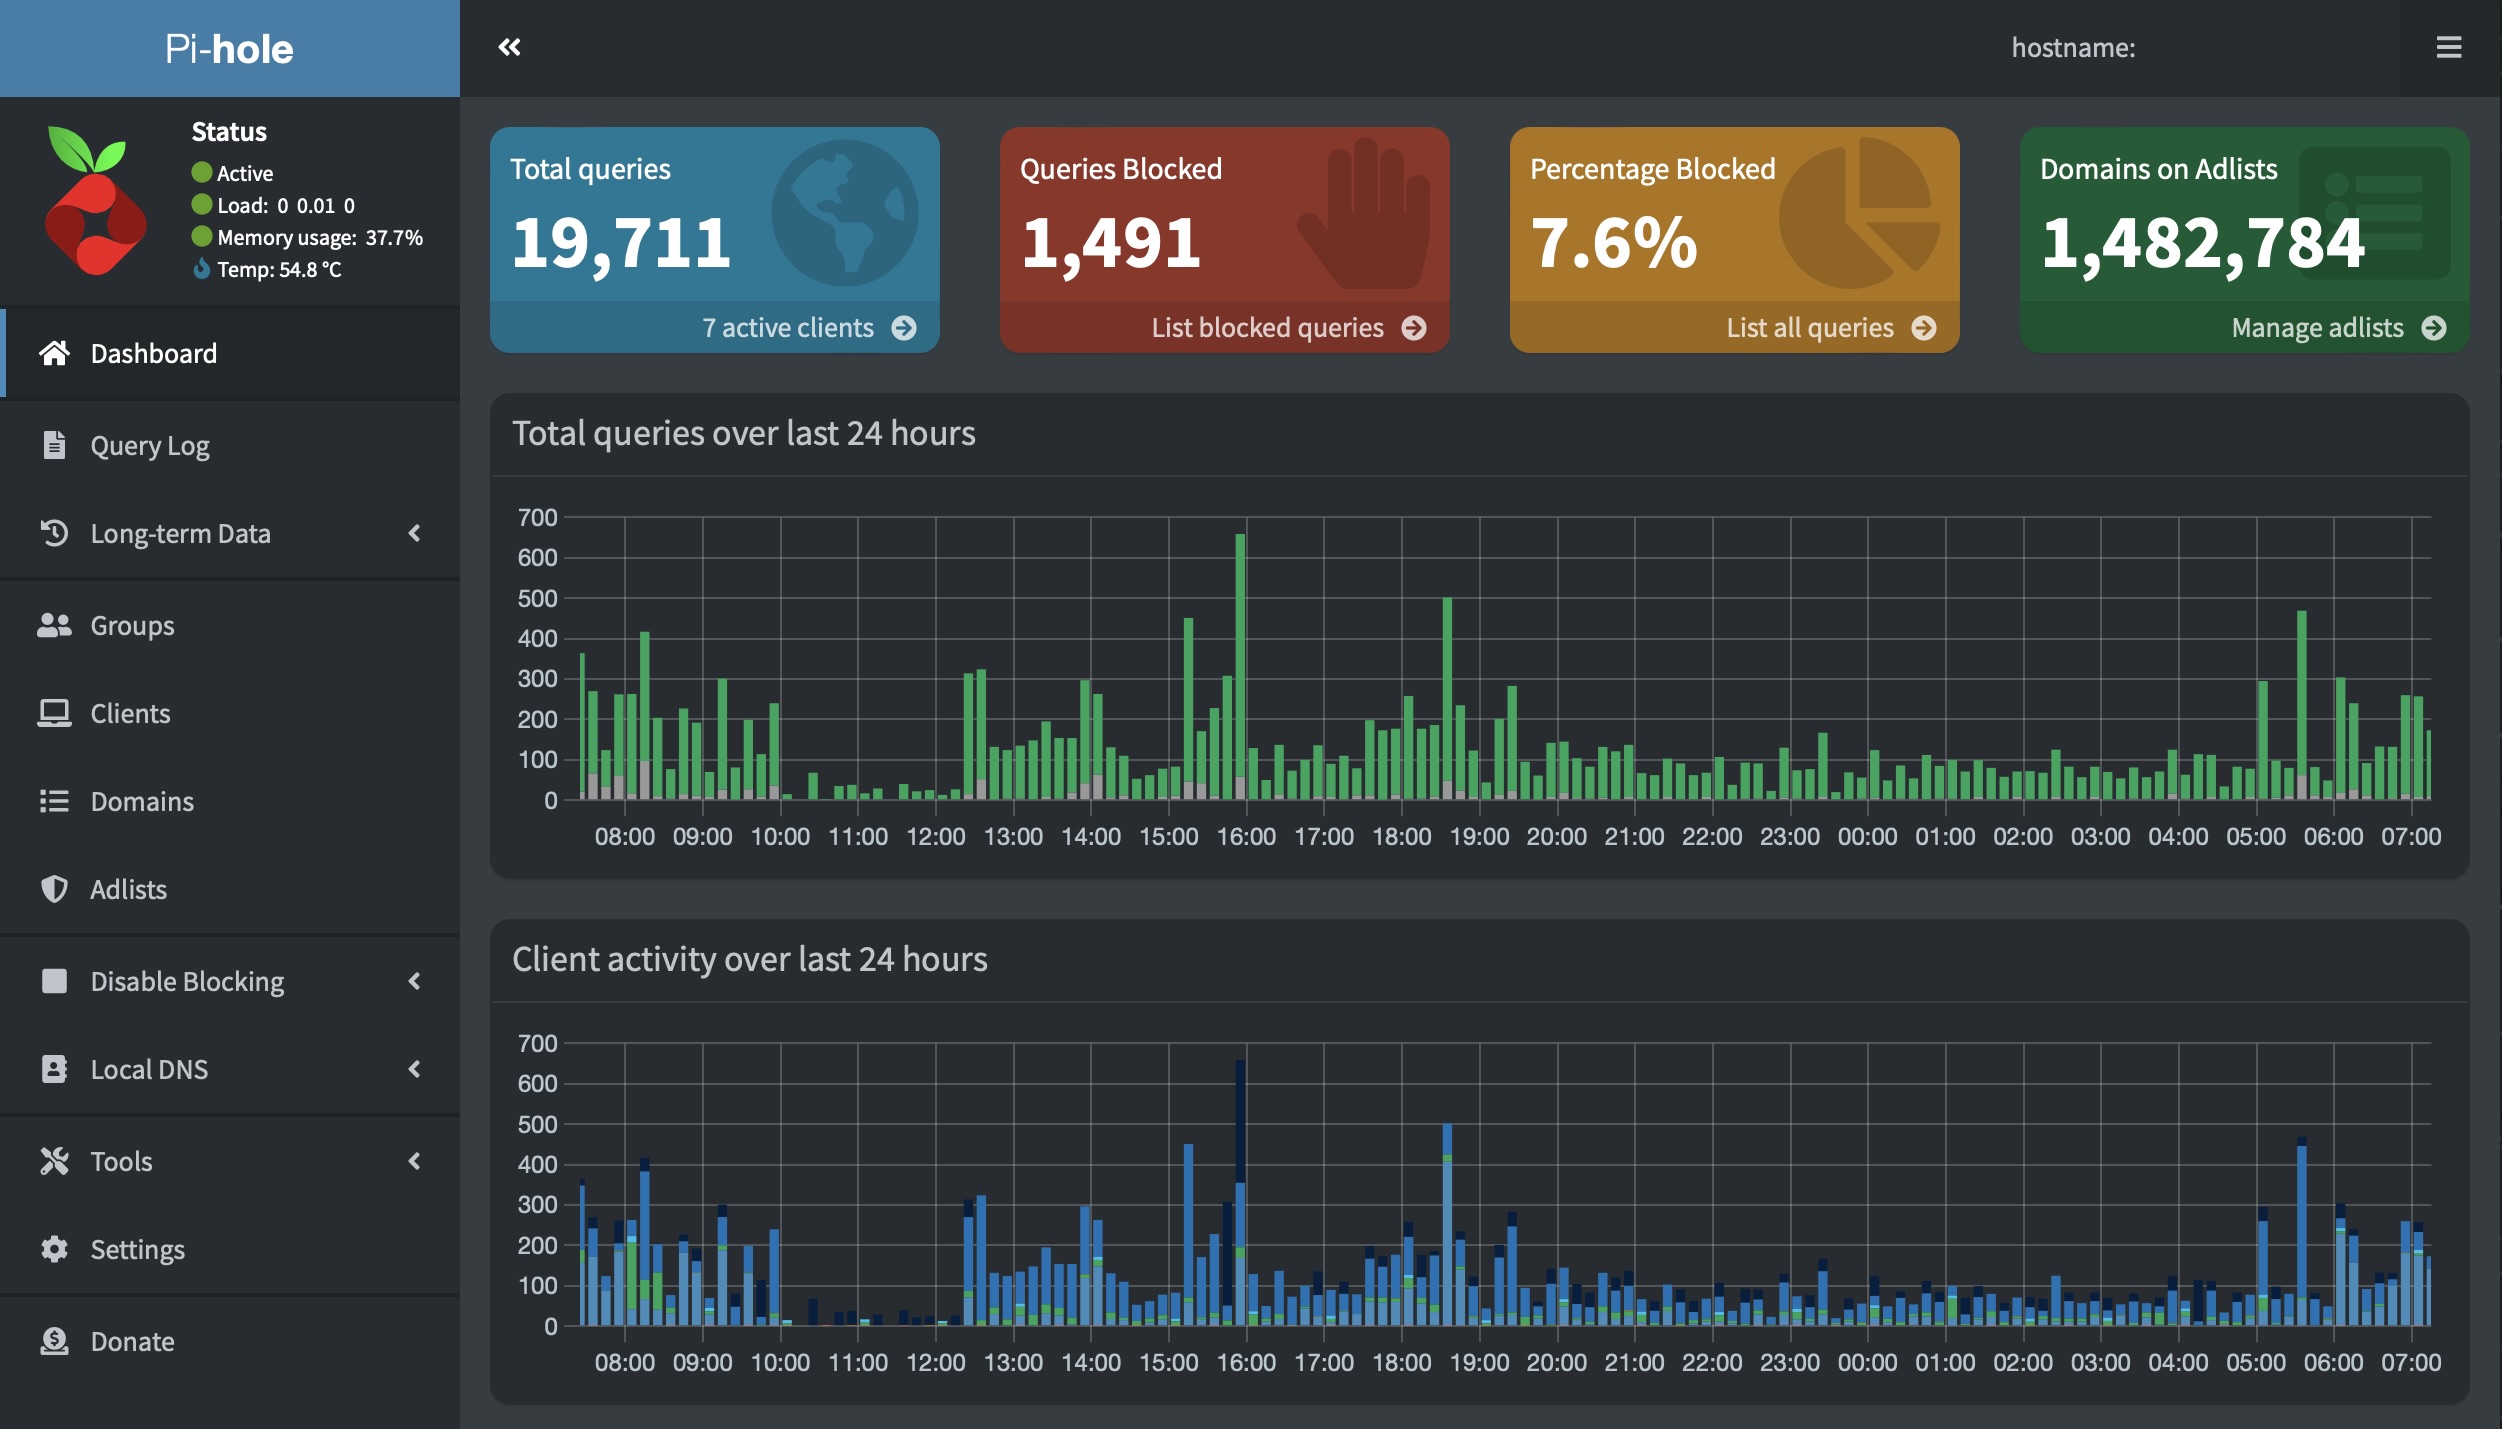 Pi-hole
hostname:
Status
Active
Load: 0 0.01 0
Memory usage: 37.7%
Temp: 54.8 °C
Dashboard
Query Log
Long-term Data
Groups
Clients
Domains
Adlists
Disable Blocking
Local DNS
Tools
Settings
Donate
Total queries
19,711
7 active clients
Queries Blocked
1,491
List blocked queries
Percentage Blocked
7.6%
List all queries
Domains on Adlists
1,482,784
Manage adlists
Total queries over last 24 hours
700
600
500
400
300
200
100
0
08:00 09:00 10:00 11:00 12:00 13:00 14:00 15:00 16:00 17:00 18:00 19:00 20:00 21:00 22:00 23:00 00:00 01:00 02:00 03:00 04:00 05:00 06:00 07:00
Client activity over last 24 hours
700
600
500
400
300
200
100
0
08:00 09:00 10:00 11:00 12:00 13:00 14:00 15:00 16:00 17:00 18:00 19:00 20:00 21:00 22:00 23:00 00:00 01:00 02:00 03:00 04:00 05:00 06:00 07:00